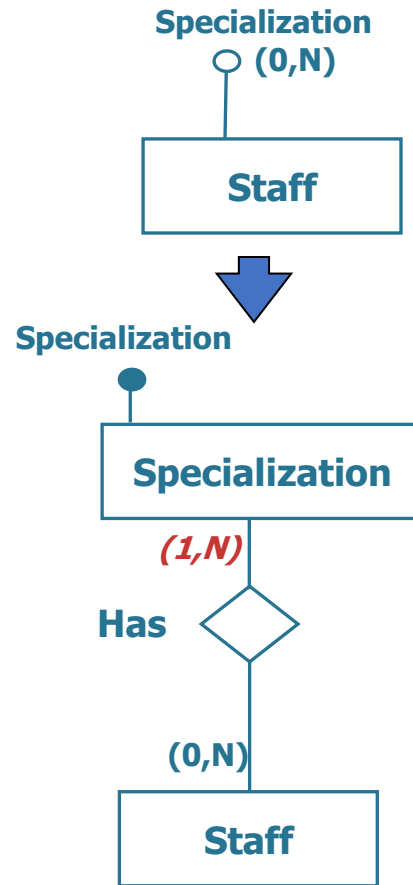 Specialization
(0,N)
Staff
Specialization
Specialization
(1,N)
Has
(0,N)
Staff